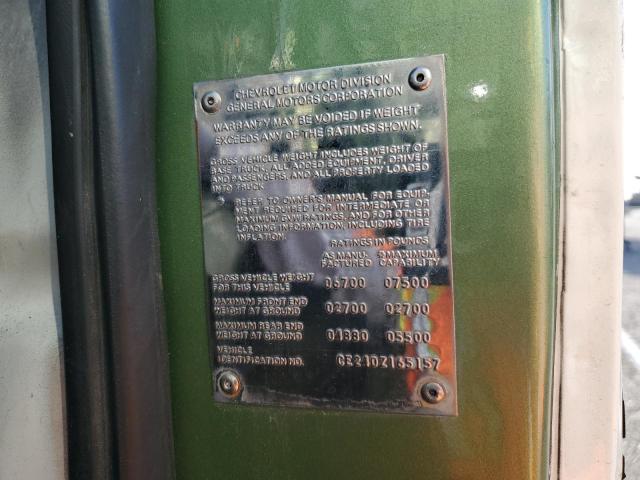 CHEVROLET MOTOR DIVISION
GENERAL MOTORS CORPORATION
WARRANTY MAY BE VOIDED IF WEIGHT
EXCEEDS ANY OF THE RATINGS SHOWN.
GROSS VEHICLE WEIGHT INCLUDES WEIGHT OF
BASE TRUCK, ALL ADDED EQUIPMENT, DRIVER
AND PASSENGERS, AND ALL PROPERTY LOADED
INTO TRUCK
REFER TO OWNER'S MANUAL FOR EQUIP-
MENT REQUIRED FOR INTERMEDIATE OR
MAXIMUM GVW RATINGS, AND FOR OTHER
LOADING INFORMATION, INCLUDING TIRE
INFLATION.
RATINGS IN POUNDS
AS MANU- MAXIMUM
FACTURED CAPABILITY
GROSS VEHICLE WEIGHT
FOR THIS VEHICLE 06700 07500
MAXIMUM FRONT END
WEIGHT AT GROUND 02700 02700
MAXIMUM REAR END
WEIGHT AT GROUND 04880 05500
VEHICLE
IDENTIFICATION NO. CE240Z165157